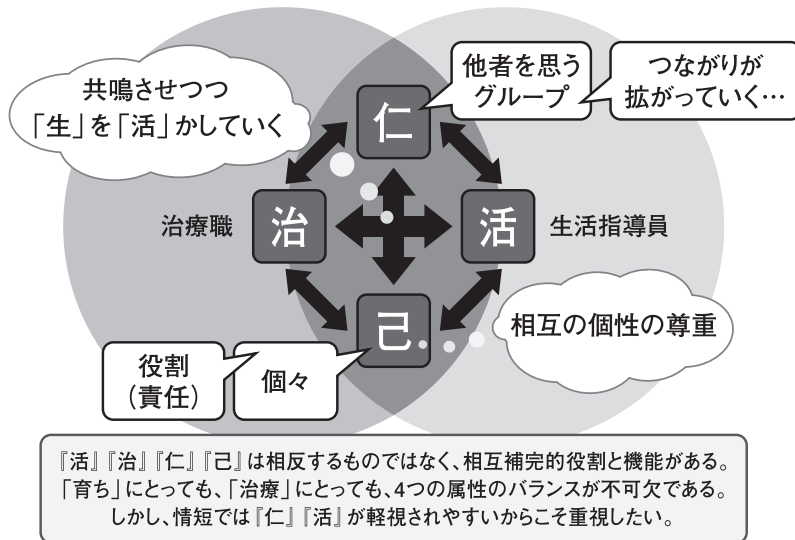 共鳴させつつ
「生」を「活」かしていく
仁
他者を思う
グループ
つながりが
拡がっていく…
治療職
治
活
生活指導員
己
相互の個性の尊重
役割
(責任)
個々
『活』『治』『仁』『己』は相反するものではなく、相互補完的役割と機能がある。
「育ち」にとっても、「治療」にとっても、4つの属性のバランスが不可欠である。
しかし、情短では『仁』『活』が軽視されやすいからこそ重視したい。